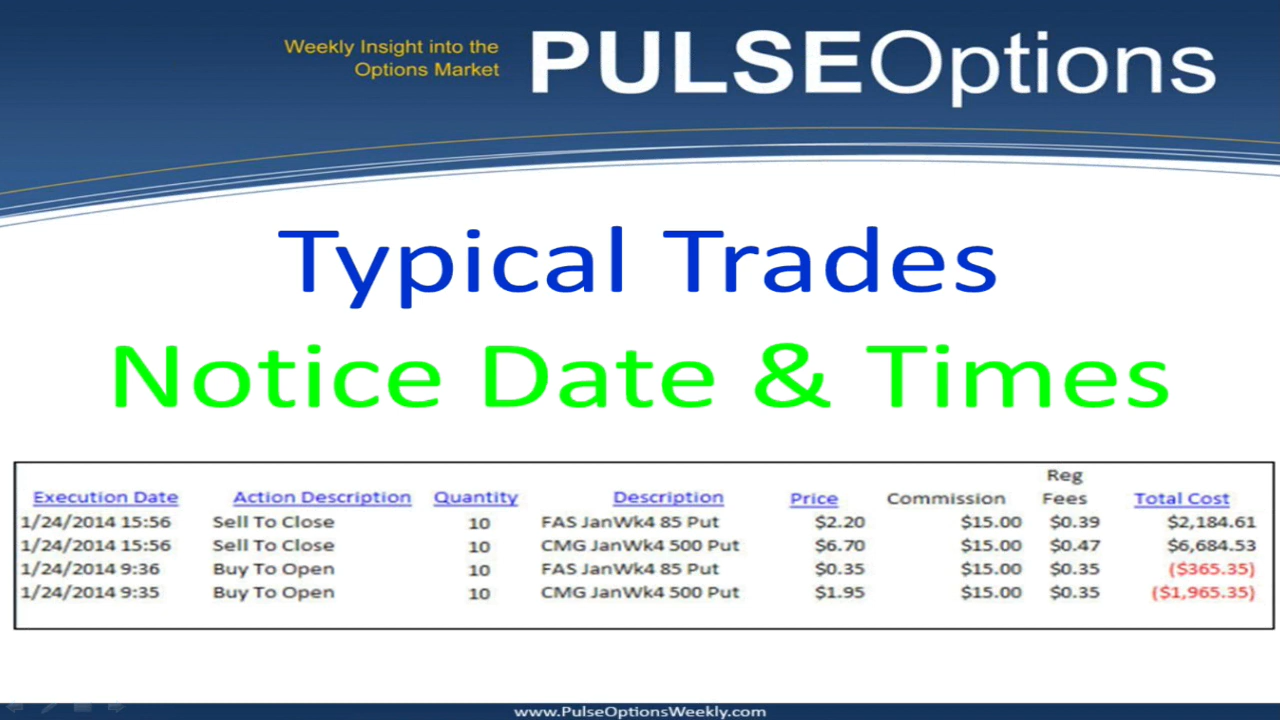 Weekly Insight into the
Options Market
PULSEOptions
Typical Trades
Notice Date & Times
Execution Date Action Description Quantity Description Price Commission Reg Fees Total Cost
1/24/2014 15:56 Sell To Close 10 FAS JanWk4 85 Put $2.20 $15.00 $0.39 $2,184.61
1/24/2014 15:56 Sell To Close 10 CMG JanWk4 500 Put $6.70 $15.00 $0.47 $6,684.53
1/24/2014 9:36 Buy To Open 10 FAS JanWk4 85 Put $0.35 $15.00 $0.35 ($365.35)
1/24/2014 9:35 Buy To Open 10 CMG JanWk4 500 Put $1.95 $15.00 $0.35 ($1,965.35)
www.PulseOptionsWeekly.com